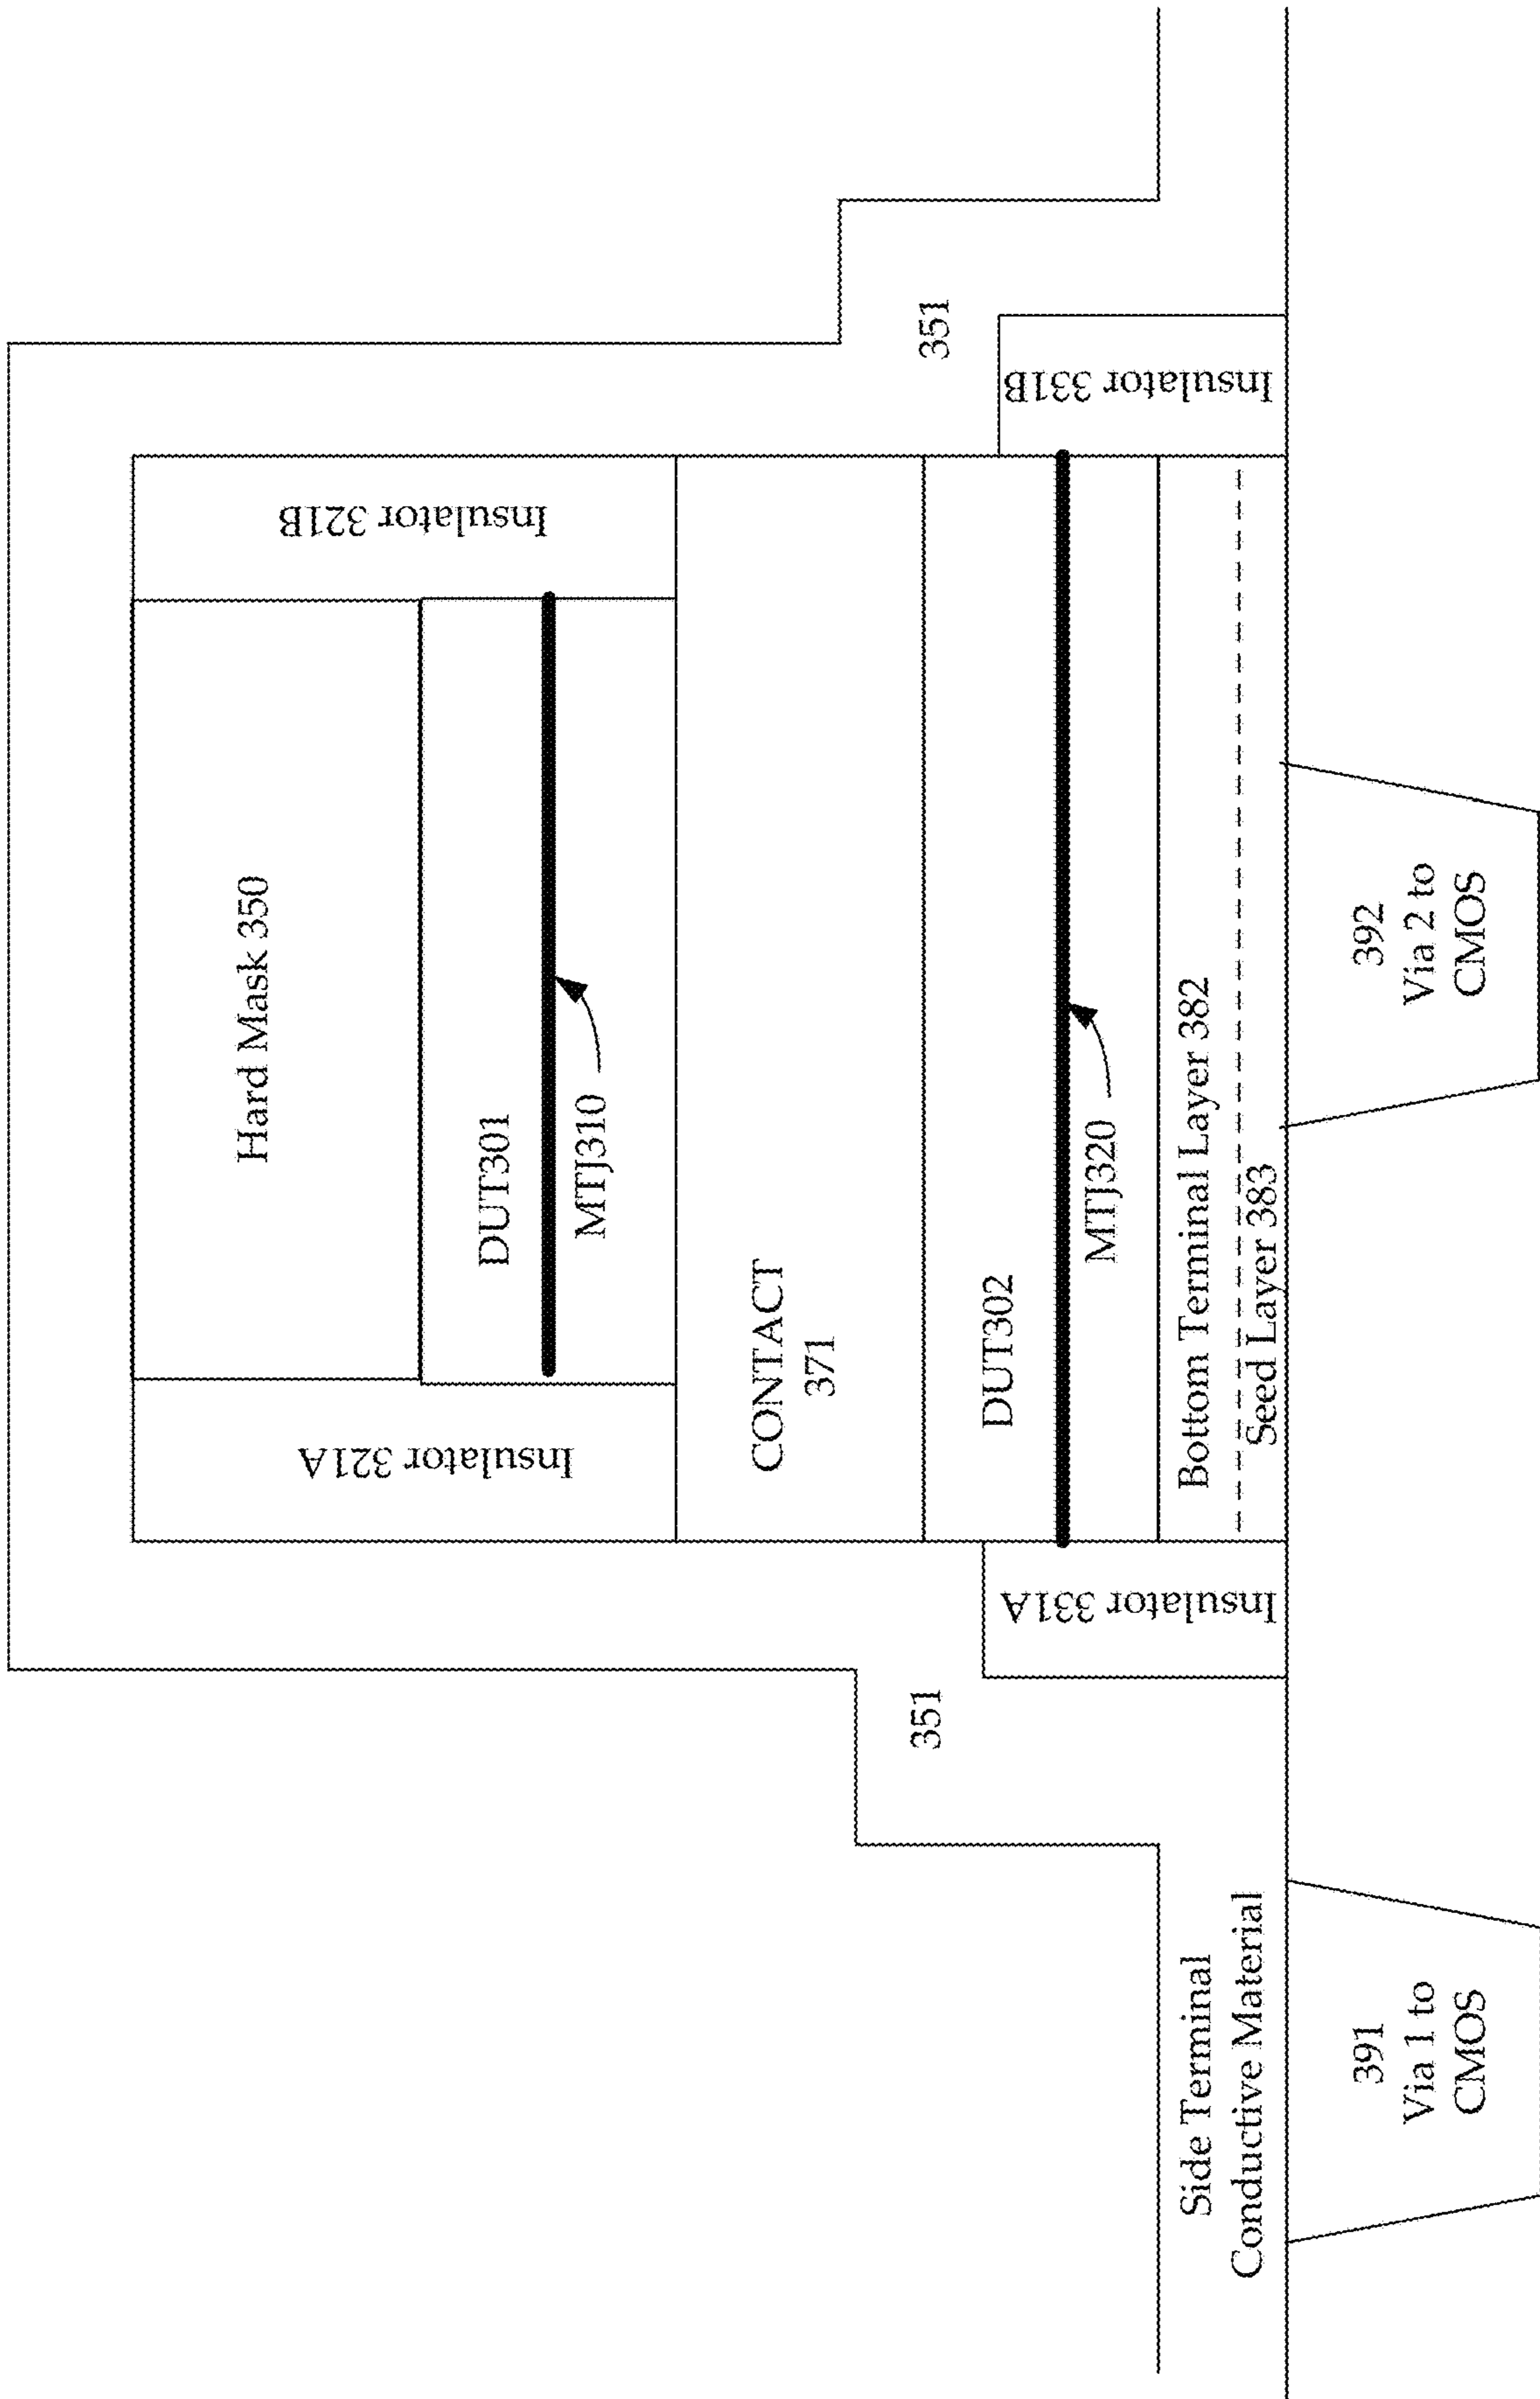 Hard Mask 350
DUT301
MTJ310
Insulator 321A
Insulator 321B
CONTACT
371
DUT302
MTJ320
351
351
Insulator 331A
Insulator 331B
Bottom Terminal Layer 382
Seed Layer 383
Side Terminal
Conductive Material
391
Via 1 to
CMOS
392
Via 2 to
CMOS